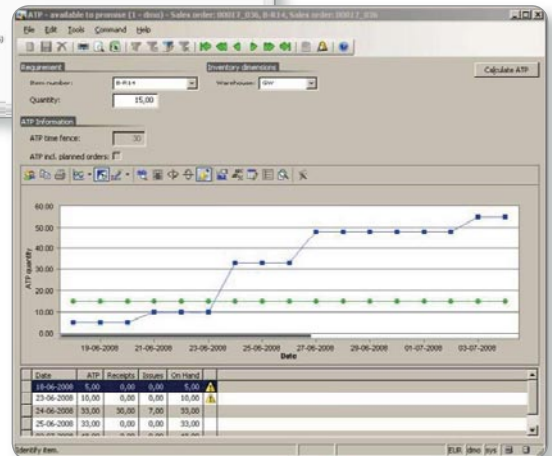 ATP - available to promise (1 - dmo) - Sales order: 00017_036, B-R14, Sales order: 00017_036
File Edit Tools Command Help
Requirement
Inventory dimensions
Calculate ATP
Item number: B-R14
Warehouse: GW
Quantity: 15,00
ATP Information
ATP time fence: 30
ATP incl. planned orders:
60.00
50.00
40.00
30.00
20.00
10.00
0.00
ATP quantity
19-06-2008 21-06-2008 23-06-2008 25-06-2008 27-06-2008 29-06-2008 01-07-2008 03-07-2008
Date
Date ATP Receipts Issues On Hand
18-06-2008 5,00 0,00 0,00 5,00
23-06-2008 10,00 0,00 0,00 10,00
24-06-2008 33,00 30,00 7,00 33,00
25-06-2008 33,00 0,00 0,00 33,00
Identify item.
EUR dmo sys